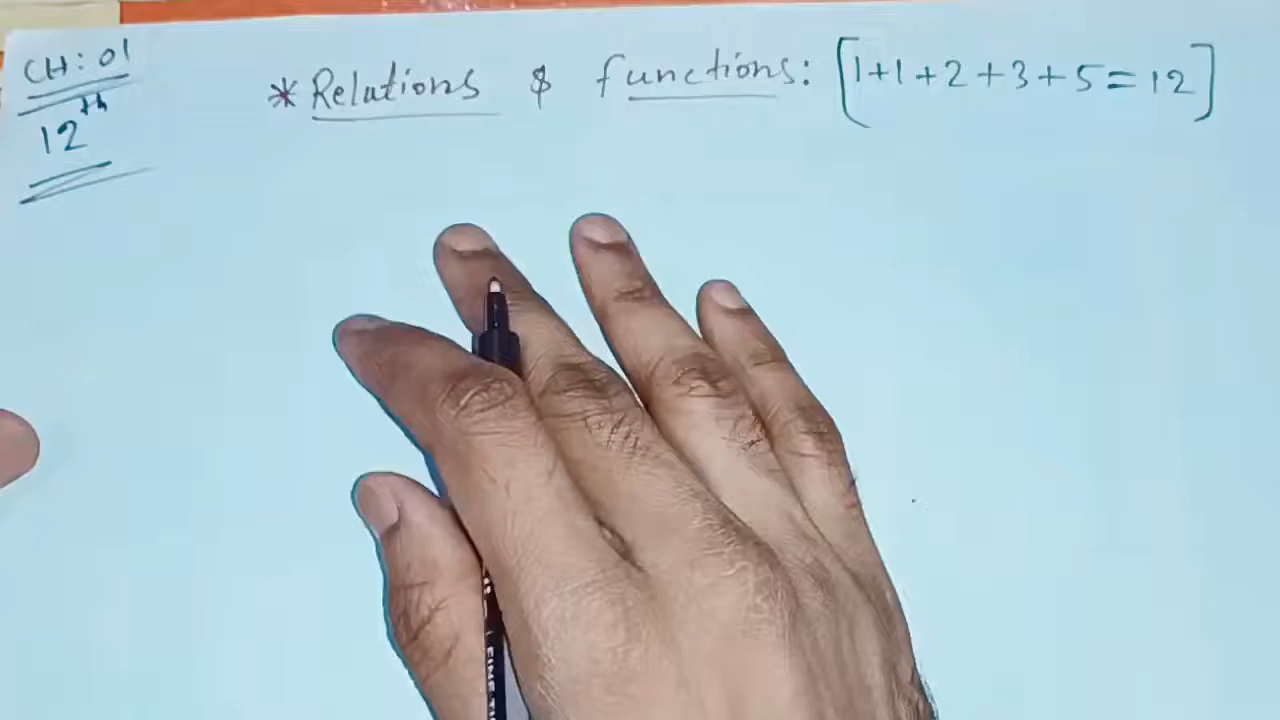 CH: 01
12th
*Relations & functions: [1+1+2+3+5=12]